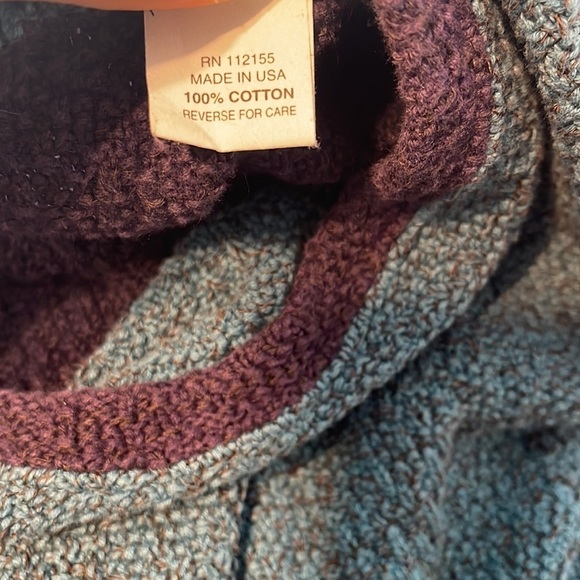 RN 112155
MADE IN USA
100% COTTON
REVERSE FOR CARE